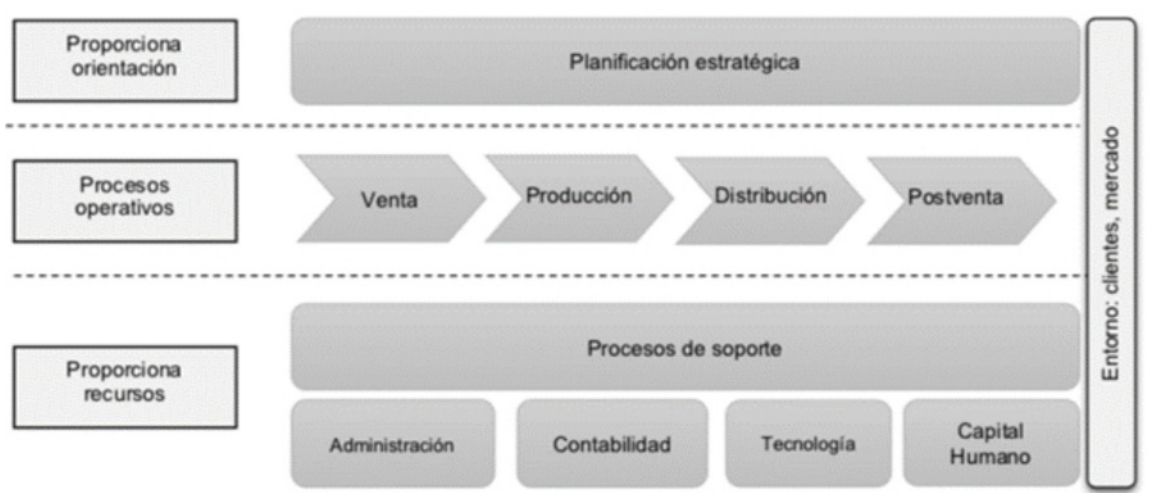 Proporciona
orientación
Planificación estratégica
Procesos
operativos
Venta
Producción
Distribución
Postventa
Proporciona
recursos
Procesos de soporte
Administración
Contabilidad
Tecnología
Capital
Humano
Entorno: clientes, mercado